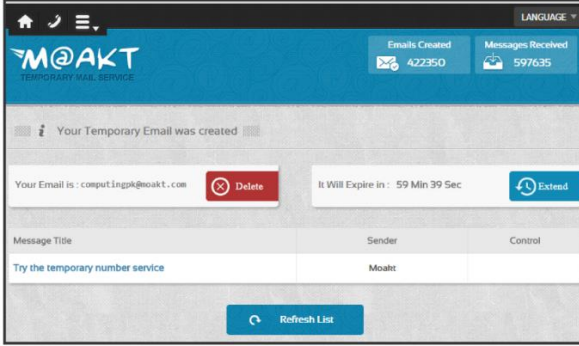 LANGUAGE
M@AKT
TEMPORARY MAIL SERVICE
Emails Created
422350
Messages Received
597635
i Your Temporary Email was created
Your Email is : computingpk@moakt.com
Delete
It Will Expire in : 59 Min 39 Sec
Extend
Message Title Sender Control
Try the temporary number service Moakt
Refresh List